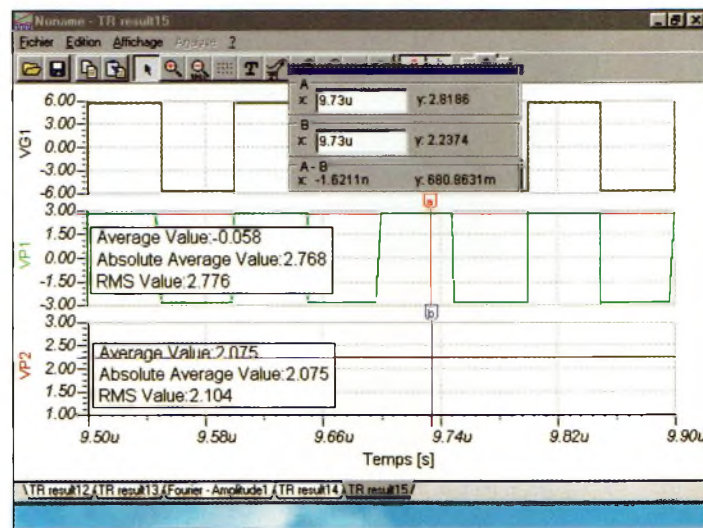 Noname - TR result15
Fichier Edition Affichage Analyse ?
A
x: 9.73u y: 2.8186
B
x: 9.73u y: 2.2374
A - B
x: -1.6211n y: 680.8631m
6.00
3.00
VG1 0.00
-3.00
-6.00
a
3.00
1.50
VP1 0.00
-1.50
-3.00
Average Value:-0.058
Absolute Average Value:2.768
RMS Value:2.776
b
3.00
2.50
VP2 2.00
1.50
1.00
Average Value:2.075
Absolute Average Value:2.075
RMS Value:2.104
9.50u 9.58u 9.66u 9.74u 9.82u 9.90u
Temps [s]
TR result12 TR result13 Fourier - Amplitude1 TR result14 TR result15